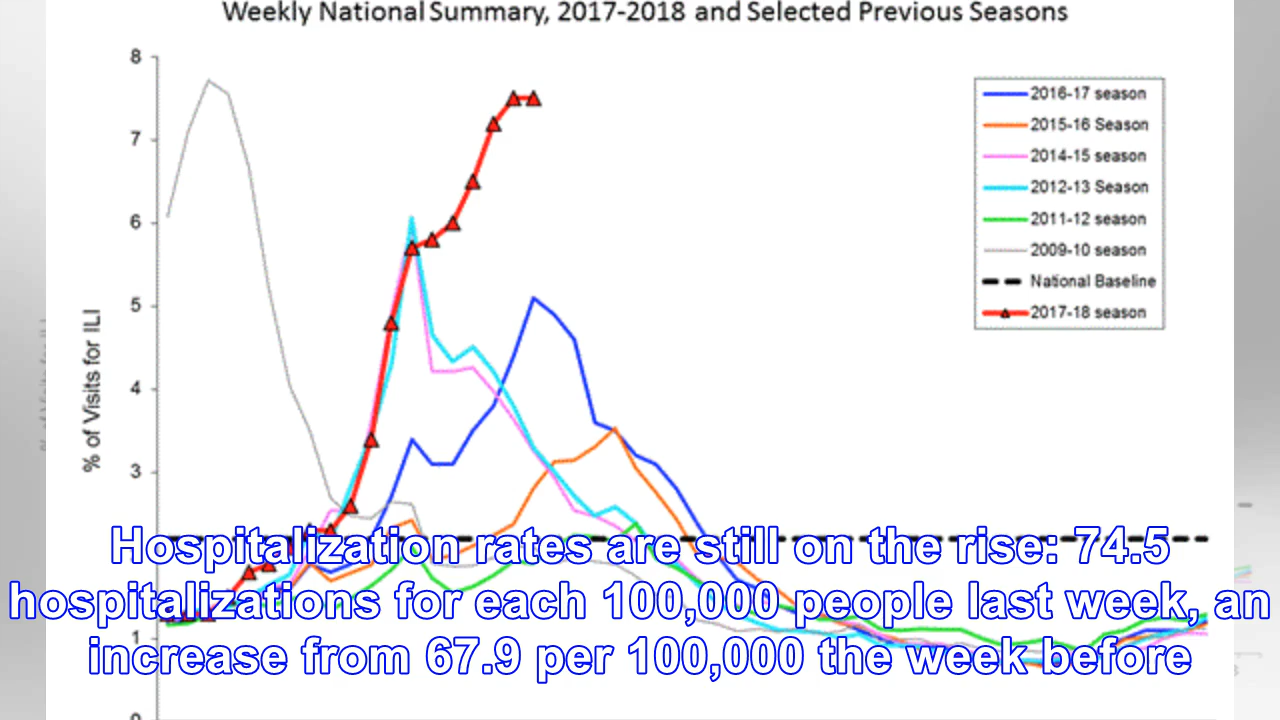 Weekly National Summary, 2017-2018 and Selected Previous Seasons
8
7
6
5
4
3
1
% of Visits for ILI
2016-17 season
2015-16 Season
2014-15 season
2012-13 Season
2011-12 season
2009-10 season
National Baseline
2017-18 season
Hospitalization rates are still on the rise: 74.5
hospitalizations for each 100,000 people last week, an
increase from 67.9 per 100,000 the week before